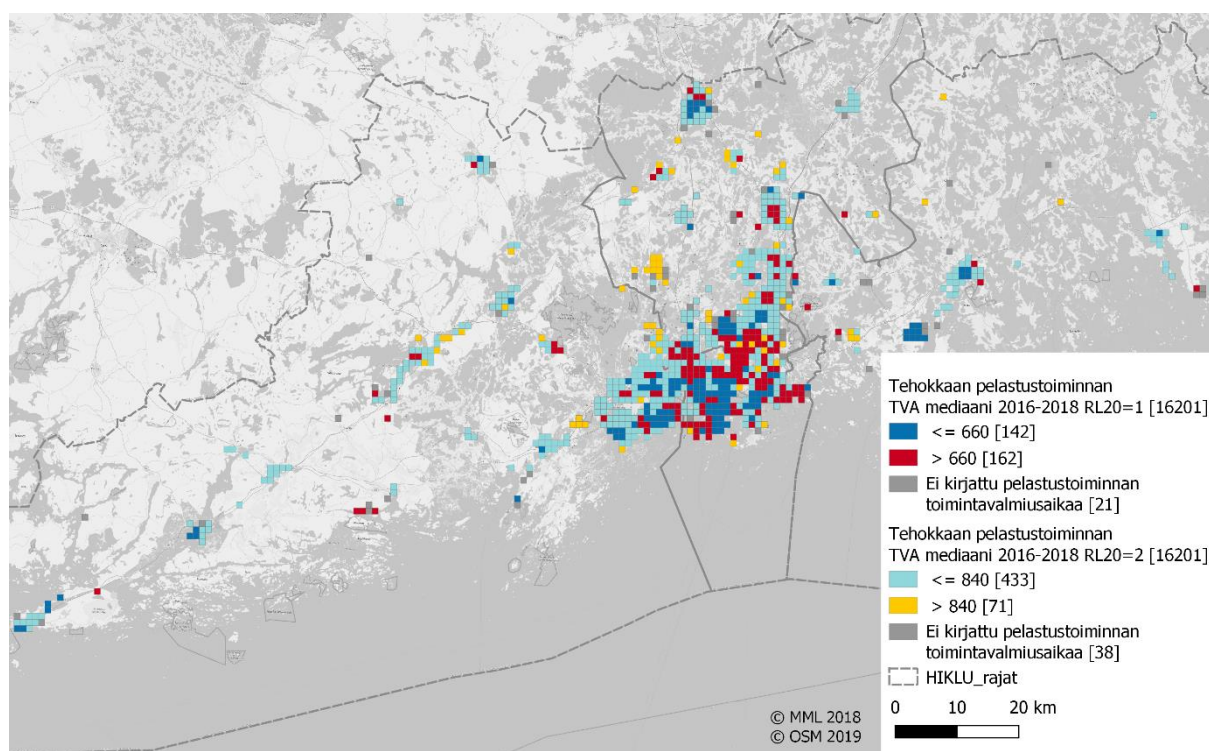 Tehokkaan pelastustoiminnan
TVA mediaani 2016-2018 RL20=1 [16201]
<= 660 [142]
> 660 [162]
Ei kirjattu pelastustoiminnan
toimintavalmiusaikaa [21]
Tehokkaan pelastustoiminnan
TVA mediaani 2016-2018 RL20=2 [16201]
<= 840 [433]
> 840 [71]
Ei kirjattu pelastustoiminnan
toimintavalmiusaikaa [38]
HIKLU_rajat
0 10 20 km
© MML 2018
© OSM 2019